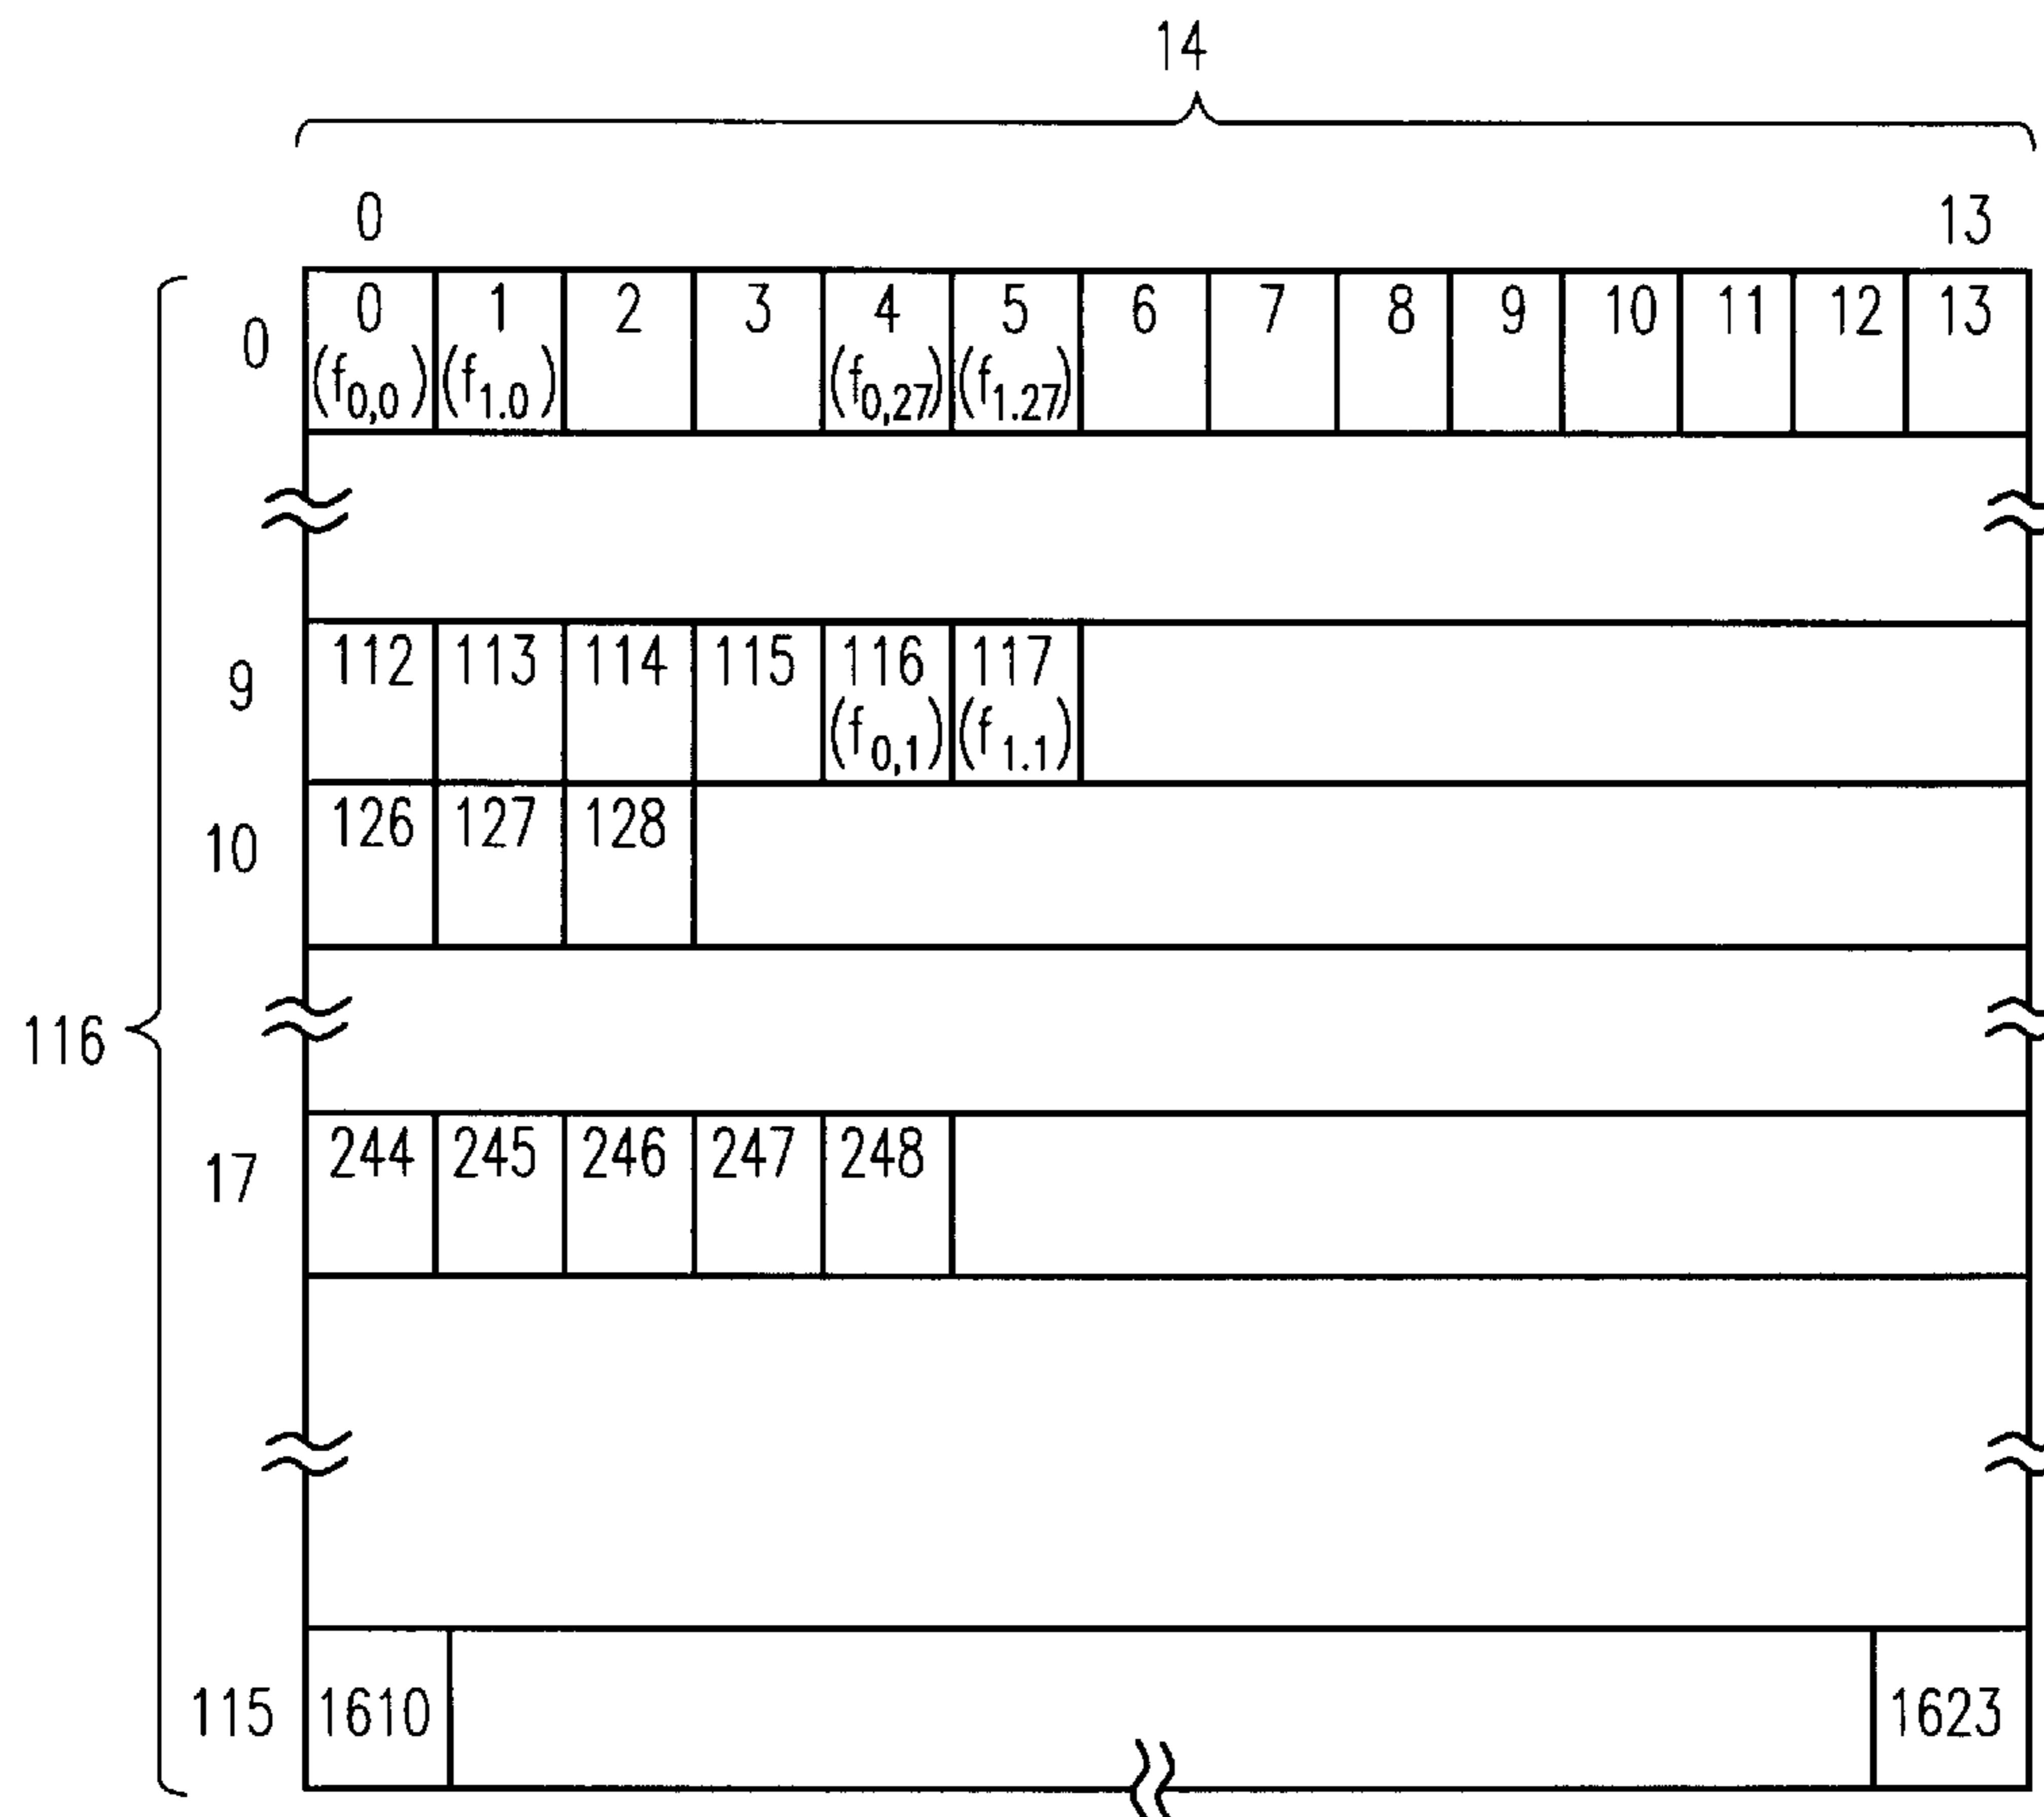 14
0 13
0 1 2 3 4 5 6 7 8 9 10 11 12 13
0
(f0,0) (f1.0) (f0,27) (f1.27)
112 113 114 115 116 117
9
(f0,1) (f1.1)
126 127 128
10
116
244 245 246 247 248
17
115 1610 1623